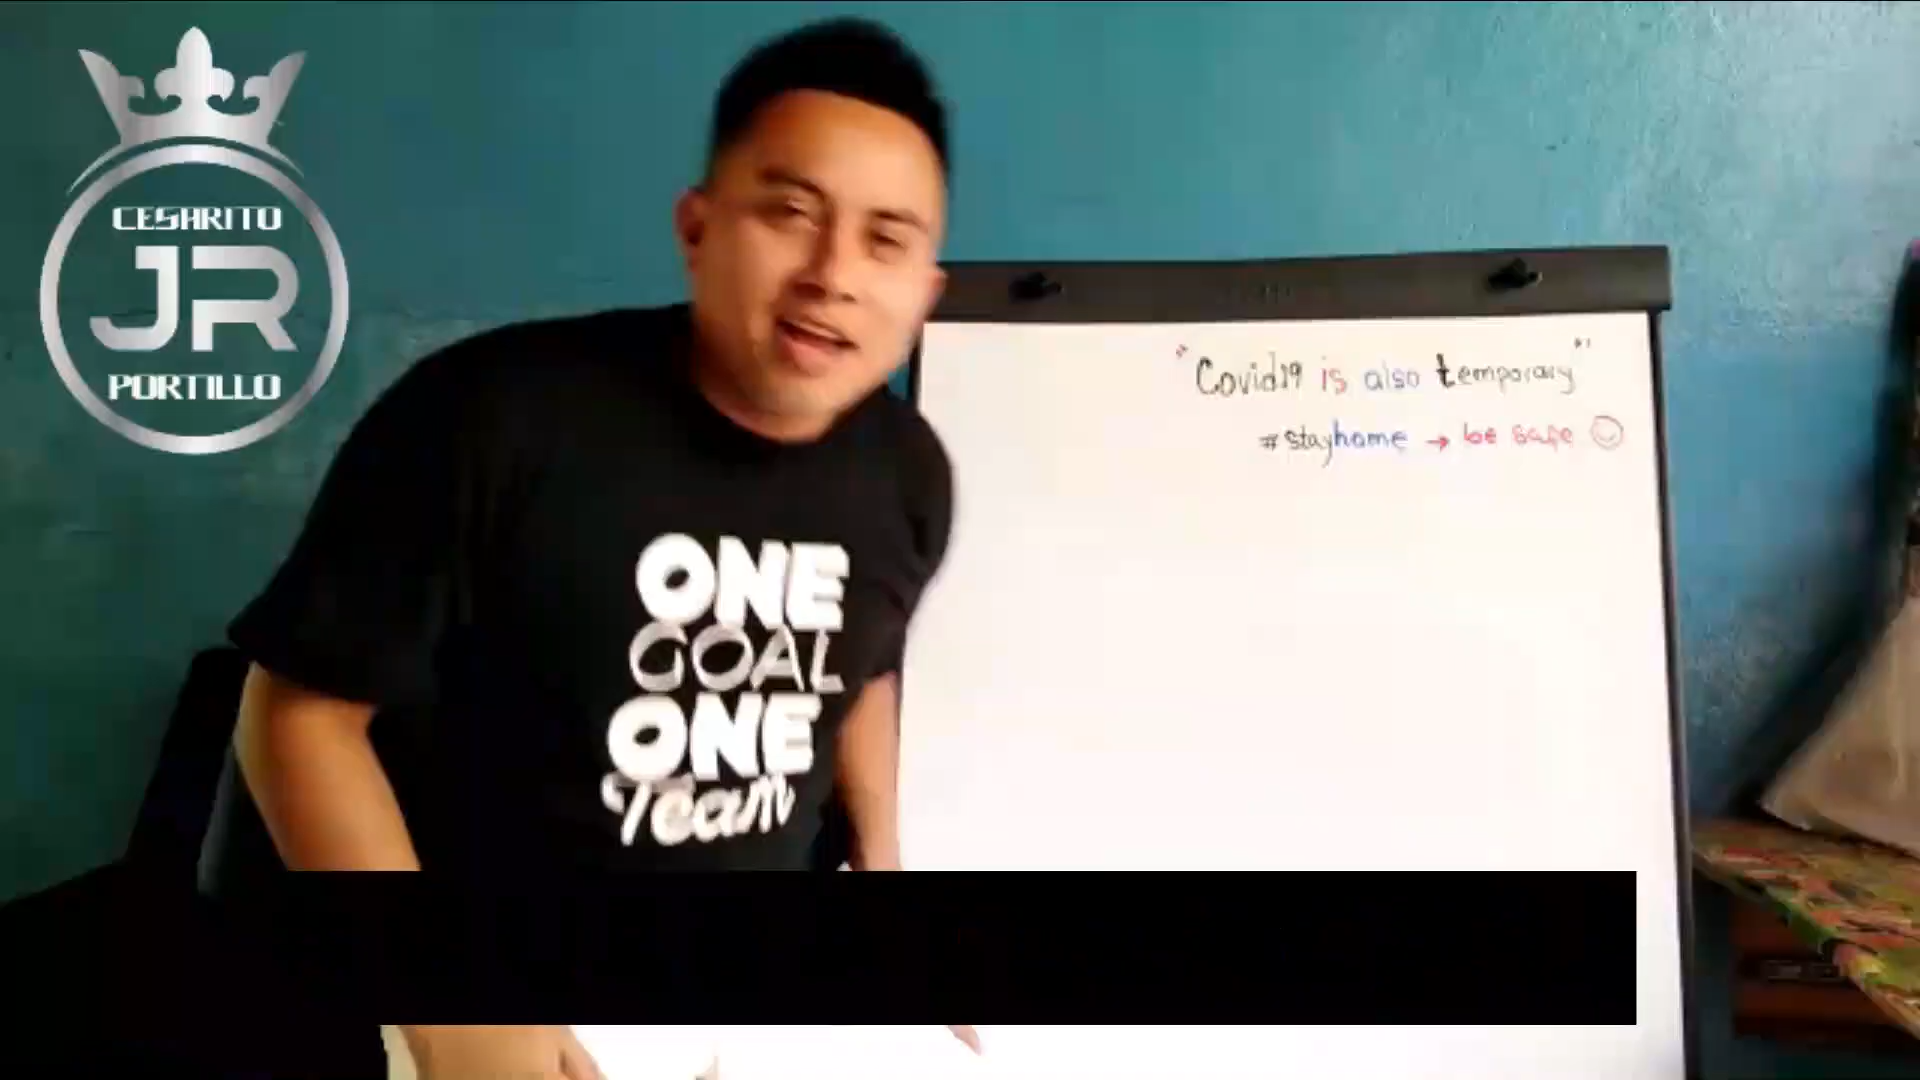 CESARITO
JR
PORTILLO
"Covid19 is also temporary"
#stayhome → be safe ☺
ONE
GOAL
ONE
Team